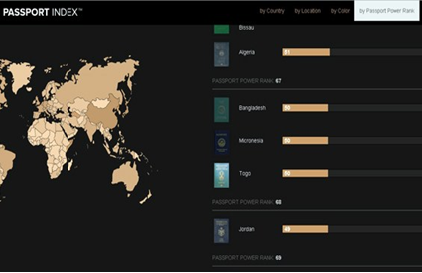 PASSPORT INDEX™
by Country
by Location
by Color
by Passport Power Rank
Bissau
Algeria
51
PASSPORT POWER RANK: 67
Bangladesh
50
Micronesia
50
Togo
50
PASSPORT POWER RANK: 68
Jordan
PASSPORT POWER RANK: 69